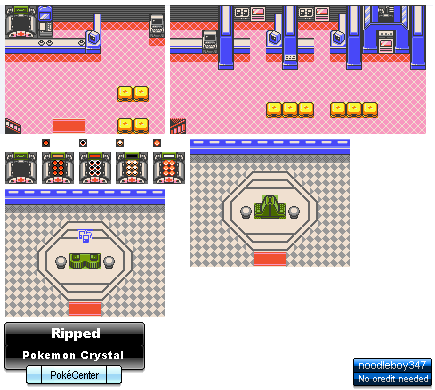 Ripped
Pokemon Crystal
PokéCenter
noodleboy347
No credit needed